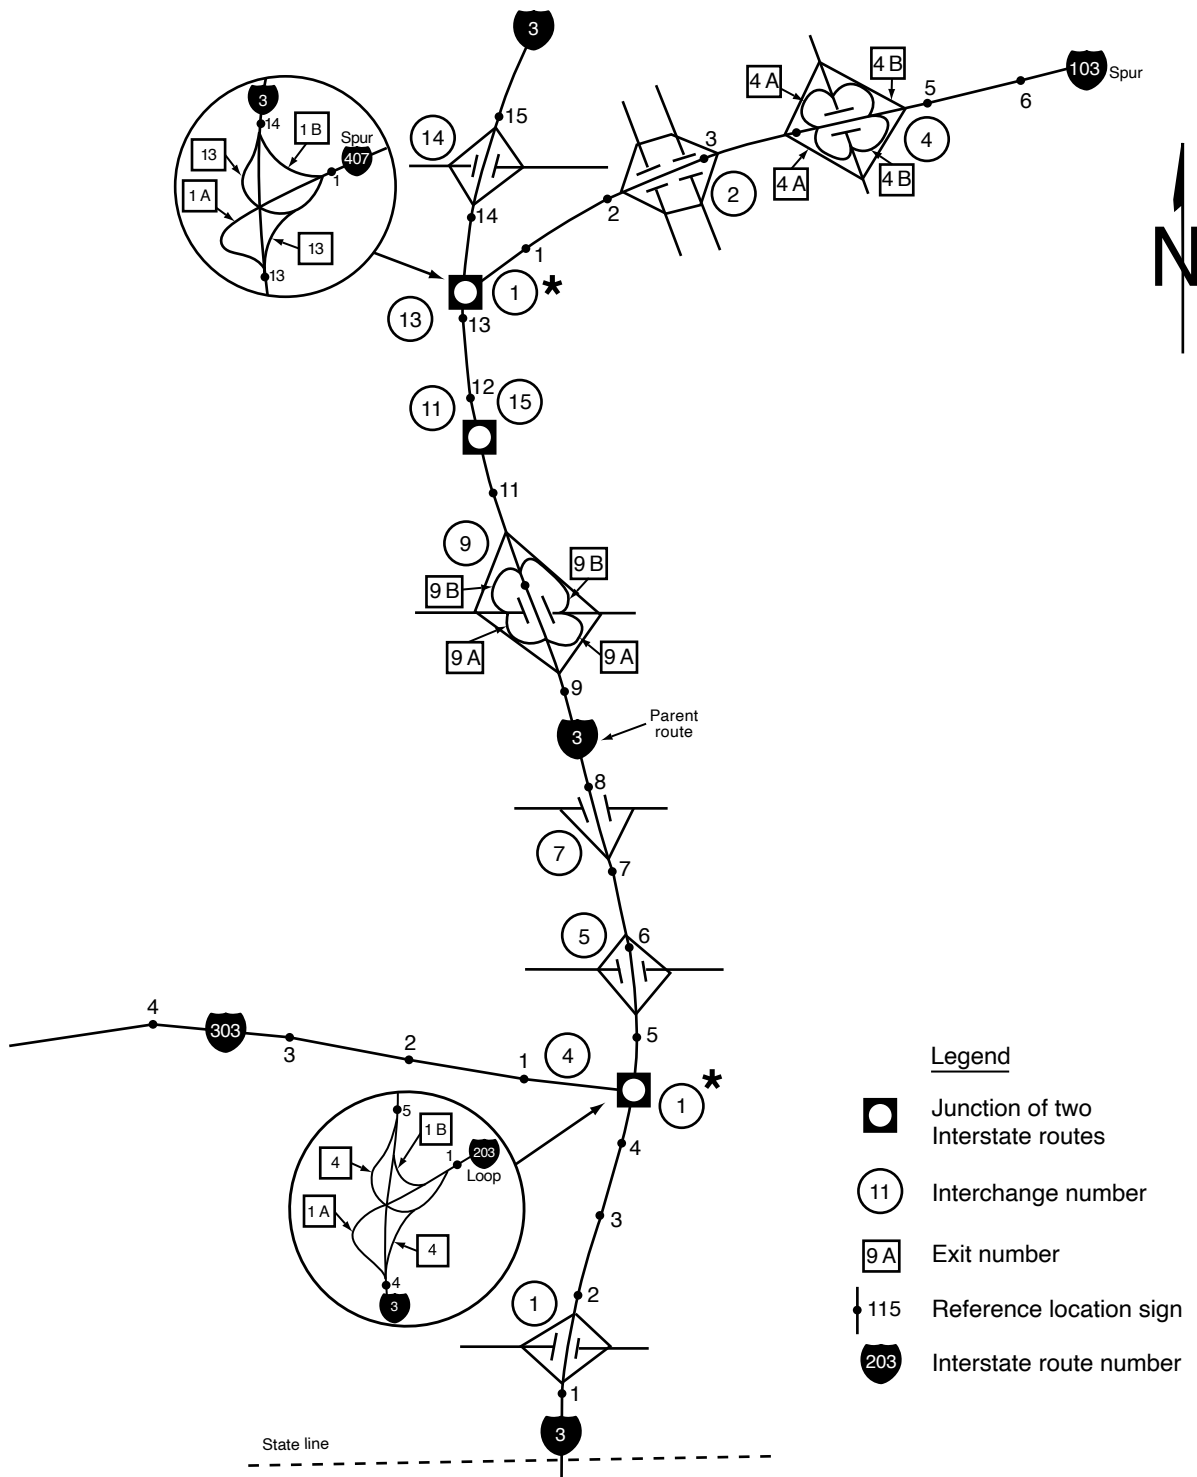 3
15
14
14
3
14
13
1 B
Spur
407
1
1 A
13
13
4 A
4 B
5
6
103
Spur
4
3
4 A
4 B
2
2
1
1
*
13
13
N
12
11
15
11
9
9 B
9 B
9 A
9 A
9
3
Parent
route
8
7
7
5
6
5
4
303
3
2
1
4
1
*
5
1 B
4
1
203
Loop
1 A
4
4
3
4
3
1
2
1
3
State line
Legend
Junction of two
Interstate routes
11 Interchange number
9 A Exit number
115 Reference location sign
203 Interstate route number